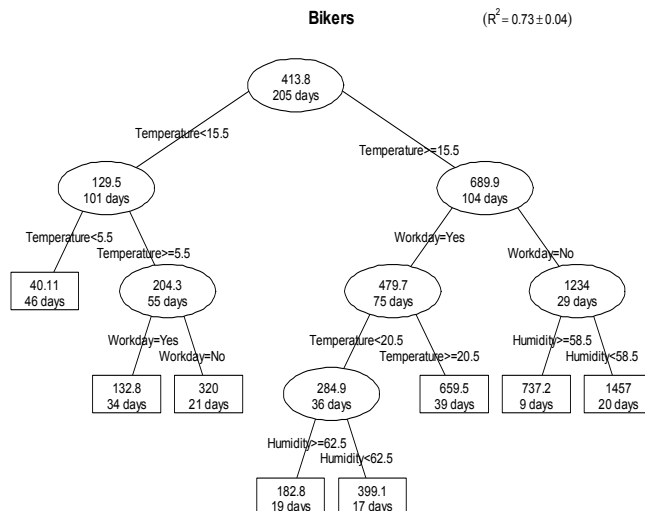 Bikers
(R² = 0.73 ± 0.04)
413.8
205 days
Temperature<15.5
Temperature>=15.5
129.5
101 days
689.9
104 days
Temperature<5.5
Temperature>=5.5
Workday=Yes
Workday=No
40.11
46 days
204.3
55 days
479.7
75 days
1234
29 days
Workday=Yes
Workday=No
Temperature<20.5
Temperature>=20.5
Humidity>=58.5
Humidity<58.5
132.8
34 days
320
21 days
284.9
36 days
659.5
39 days
737.2
9 days
1457
20 days
Humidity>=62.5
Humidity<62.5
182.8
19 days
399.1
17 days